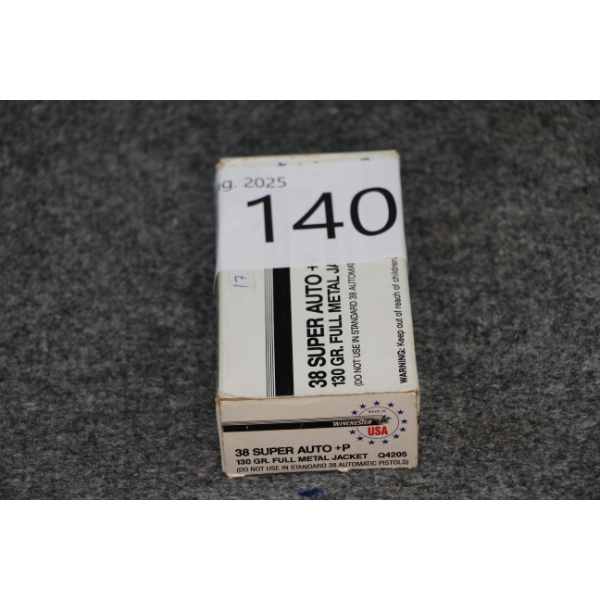 ug. 2025
140
17
38 SUPER AUTO +
130 GR. FULL METAL JA
(DO NOT USE IN STANDARD 38 AUTOMAT
WARNING: Keep out of reach of children.
MADE IN
USA
WINCHESTER
38 SUPER AUTO +P
130 GR. FULL METAL JACKET Q4205
(DO NOT USE IN STANDARD 38 AUTOMATIC PISTOLS)